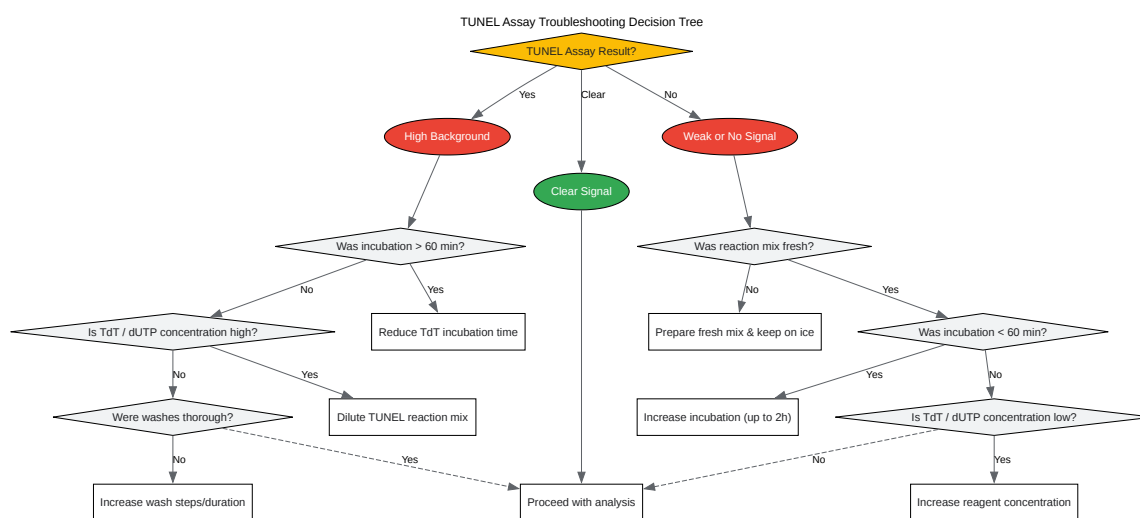 TUNEL Assay Troubleshooting Decision Tree
TUNEL Assay Result?
Yes
Clear
No
High Background
Weak or No Signal
Clear Signal
Was incubation > 60 min?
Was reaction mix fresh?
No
Yes
No
Yes
Is TdT / dUTP concentration high?
Reduce TdT incubation time
Prepare fresh mix & keep on ice
Was incubation < 60 min?
No
Yes
Yes
No
Were washes thorough?
Dilute TUNEL reaction mix
Increase incubation (up to 2h)
Is TdT / dUTP concentration low?
No
Yes
No
Yes
Increase wash steps/duration
Proceed with analysis
Increase reagent concentration